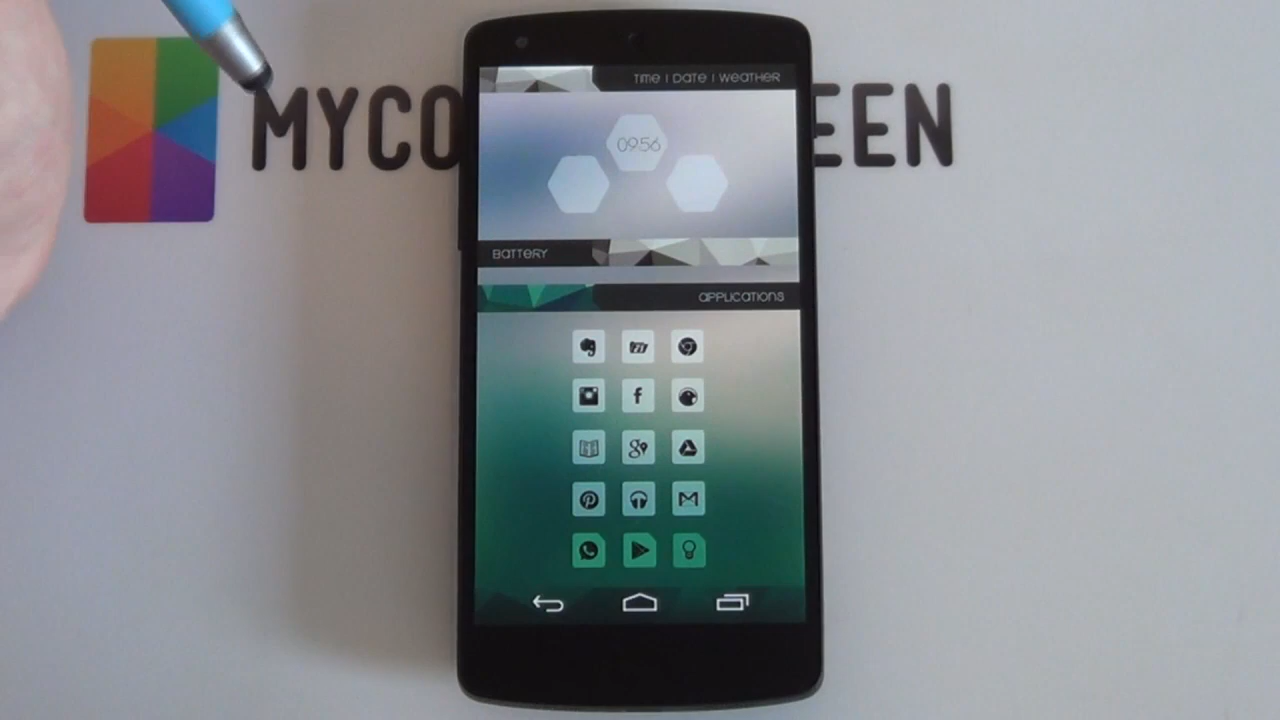 TIME | DATE | WEATHER
MYCO EEN
09:56
BATTERY
APPLICATIONS